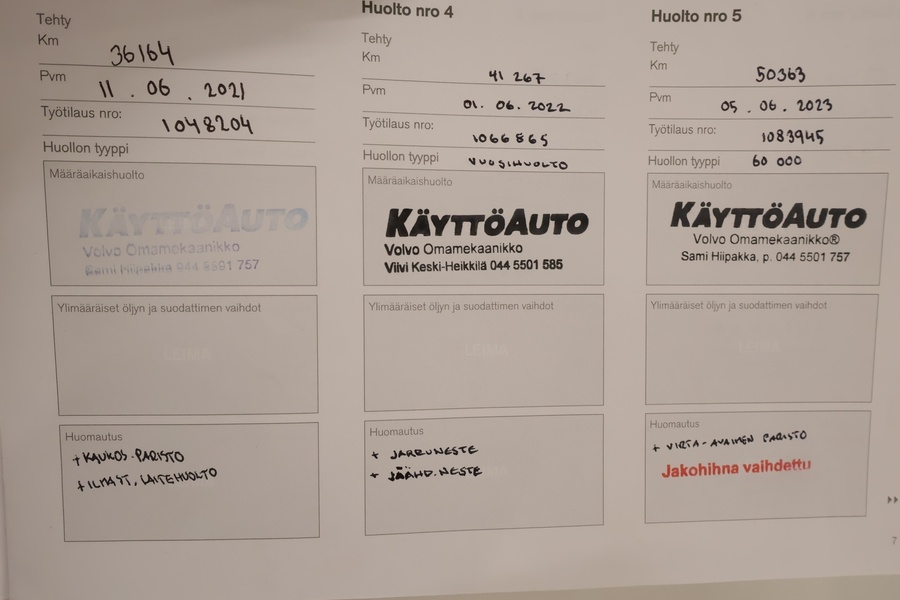 Tehty
Km 36164
Pvm 11. 06. 2021
Työtilaus nro: 1048204
Huollon tyyppi
Määräaikaishuolto
KÄYTTÖAUTO
Volvo Omamekaanikko
Sami Hiipakka 044 5501 757
Ylimääräiset öljyn ja suodattimen vaihdot
LEIMA
Huomautus
+ KAUKOS. PARISTO
+ ILMAST. LAITEHUOLTO
Huolto nro 4
Tehty
Km 41 267
Pvm 01. 06. 2022
Työtilaus nro: 1066865
Huollon tyyppi VUOSIHUOLTO
Määräaikaishuolto
KÄYTTÖAUTO
Volvo Omamekaanikko
Vilvi Keski-Heikkilä 044 5501 585
Ylimääräiset öljyn ja suodattimen vaihdot
LEIMA
Huomautus
+ JARRUNESTE
+ JÄÄHD. NESTE
Huolto nro 5
Tehty
Km 50363
Pvm 05. 06. 2023
Työtilaus nro: 1083945
Huollon tyyppi 60 000
Määräaikaishuolto
KÄYTTÖAUTO
Volvo Omamekaanikko®
Sami Hiipakka, p. 044 5501 757
Ylimääräiset öljyn ja suodattimen vaihdot
LEIMA
Huomautus
+ VIRTA-AVAIMEN PARISTO
Jakohihna vaihdettu
7